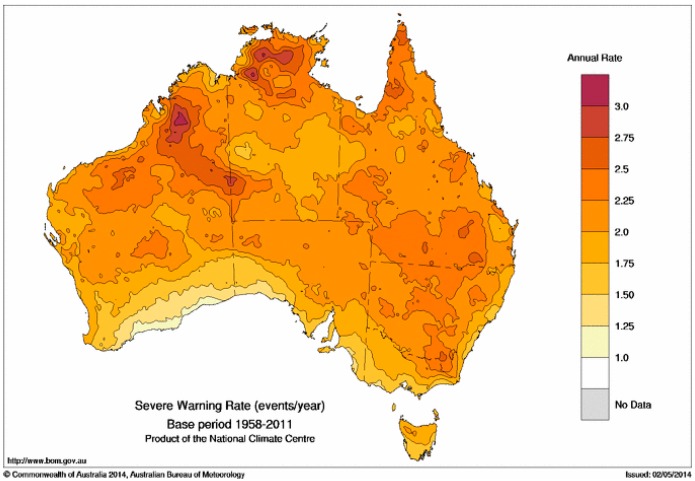 Annual Rate
3.0
2.75
2.5
2.25
2.0
1.75
1.50
1.25
1.0
No Data
Severe Warning Rate (events/year)
Base period 1958-2011
Product of the National Climate Centre
http://www.bom.gov.au
© Commonwealth of Australia 2014, Australian Bureau of Meteorology
Issued: 02/05/2014